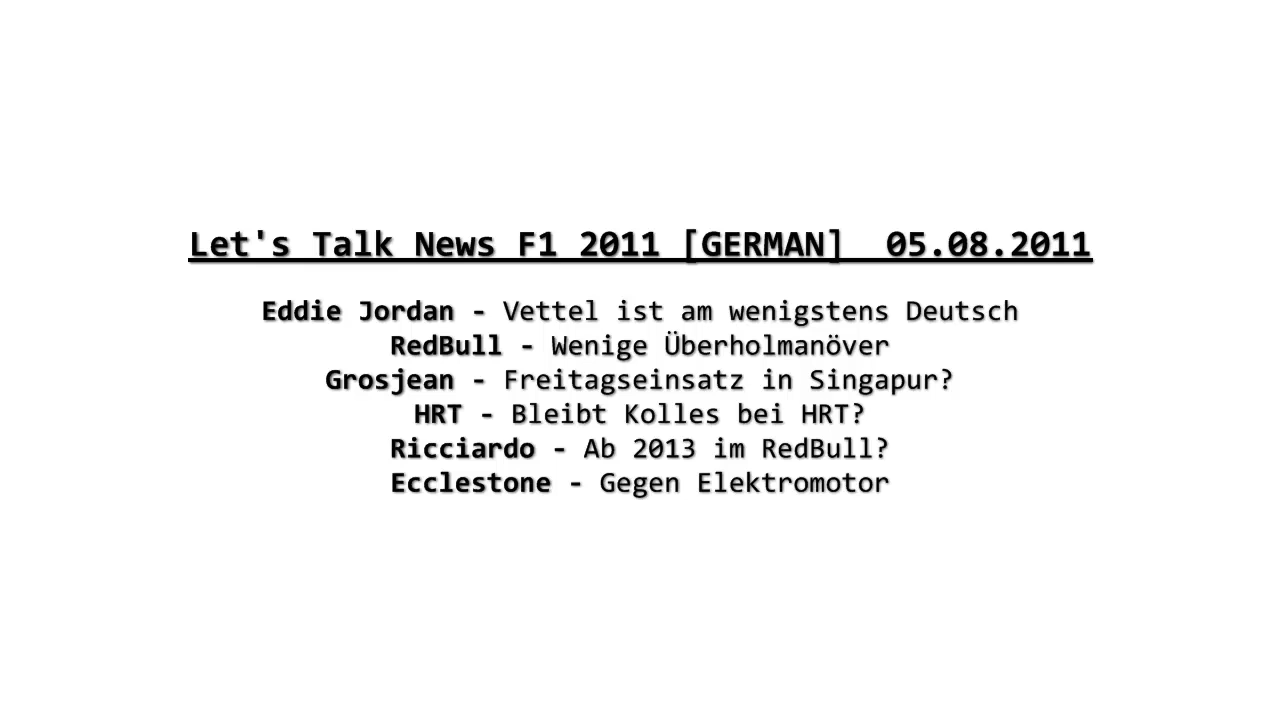 Let's Talk News F1 2011 [GERMAN]  05.08.2011
Eddie Jordan - Vettel ist am wenigstens Deutsch
RedBull - Wenige Überholmanöver
Grosjean - Freitagseinsatz in Singapur?
HRT - Bleibt Kolles bei HRT?
Ricciardo - Ab 2013 im RedBull?
Ecclestone - Gegen Elektromotor